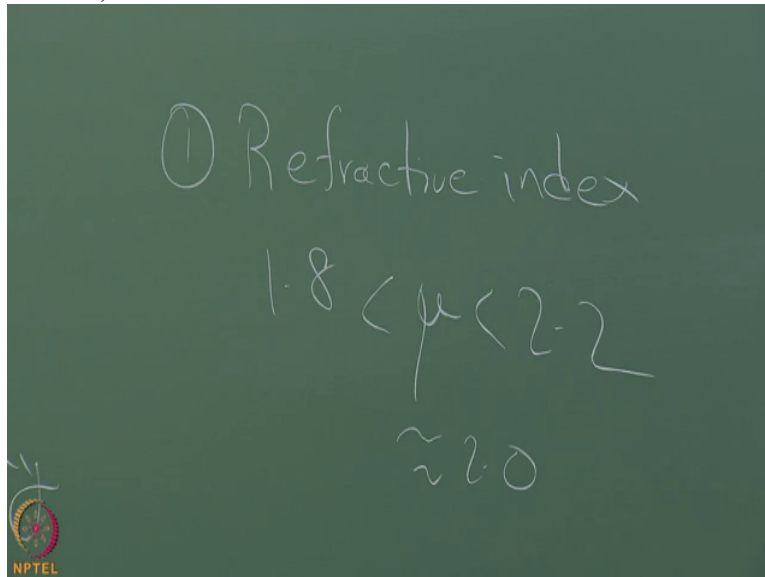 ① Refractive index
1.8 < μ < 2.2
≈ 2.0
NPTEL